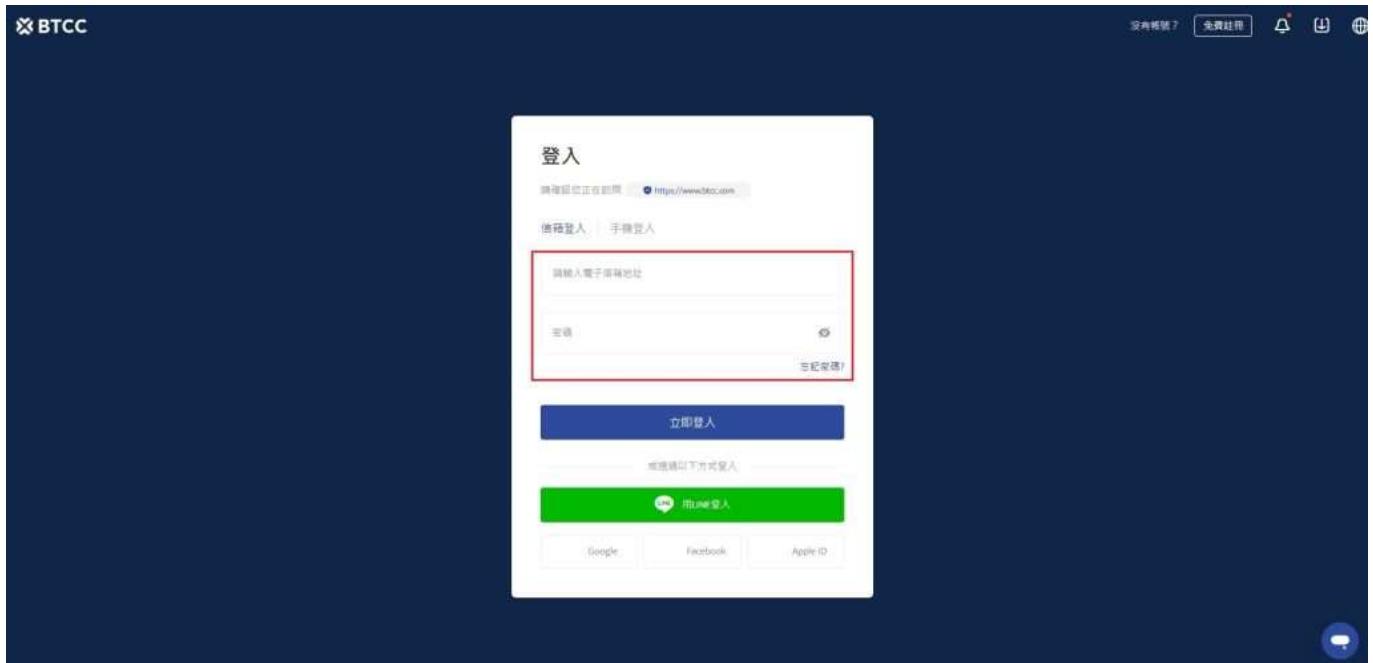 BTCC
沒有帳號？ 免費註冊
登入
請確認您正在訪問 https://www.btcc.com
信箱登入 手機登入
請輸入電子信箱地址
密碼
忘記密碼?
立即登入
或透過以下方式登入
LINE 用LINE登入
Google Facebook Apple ID